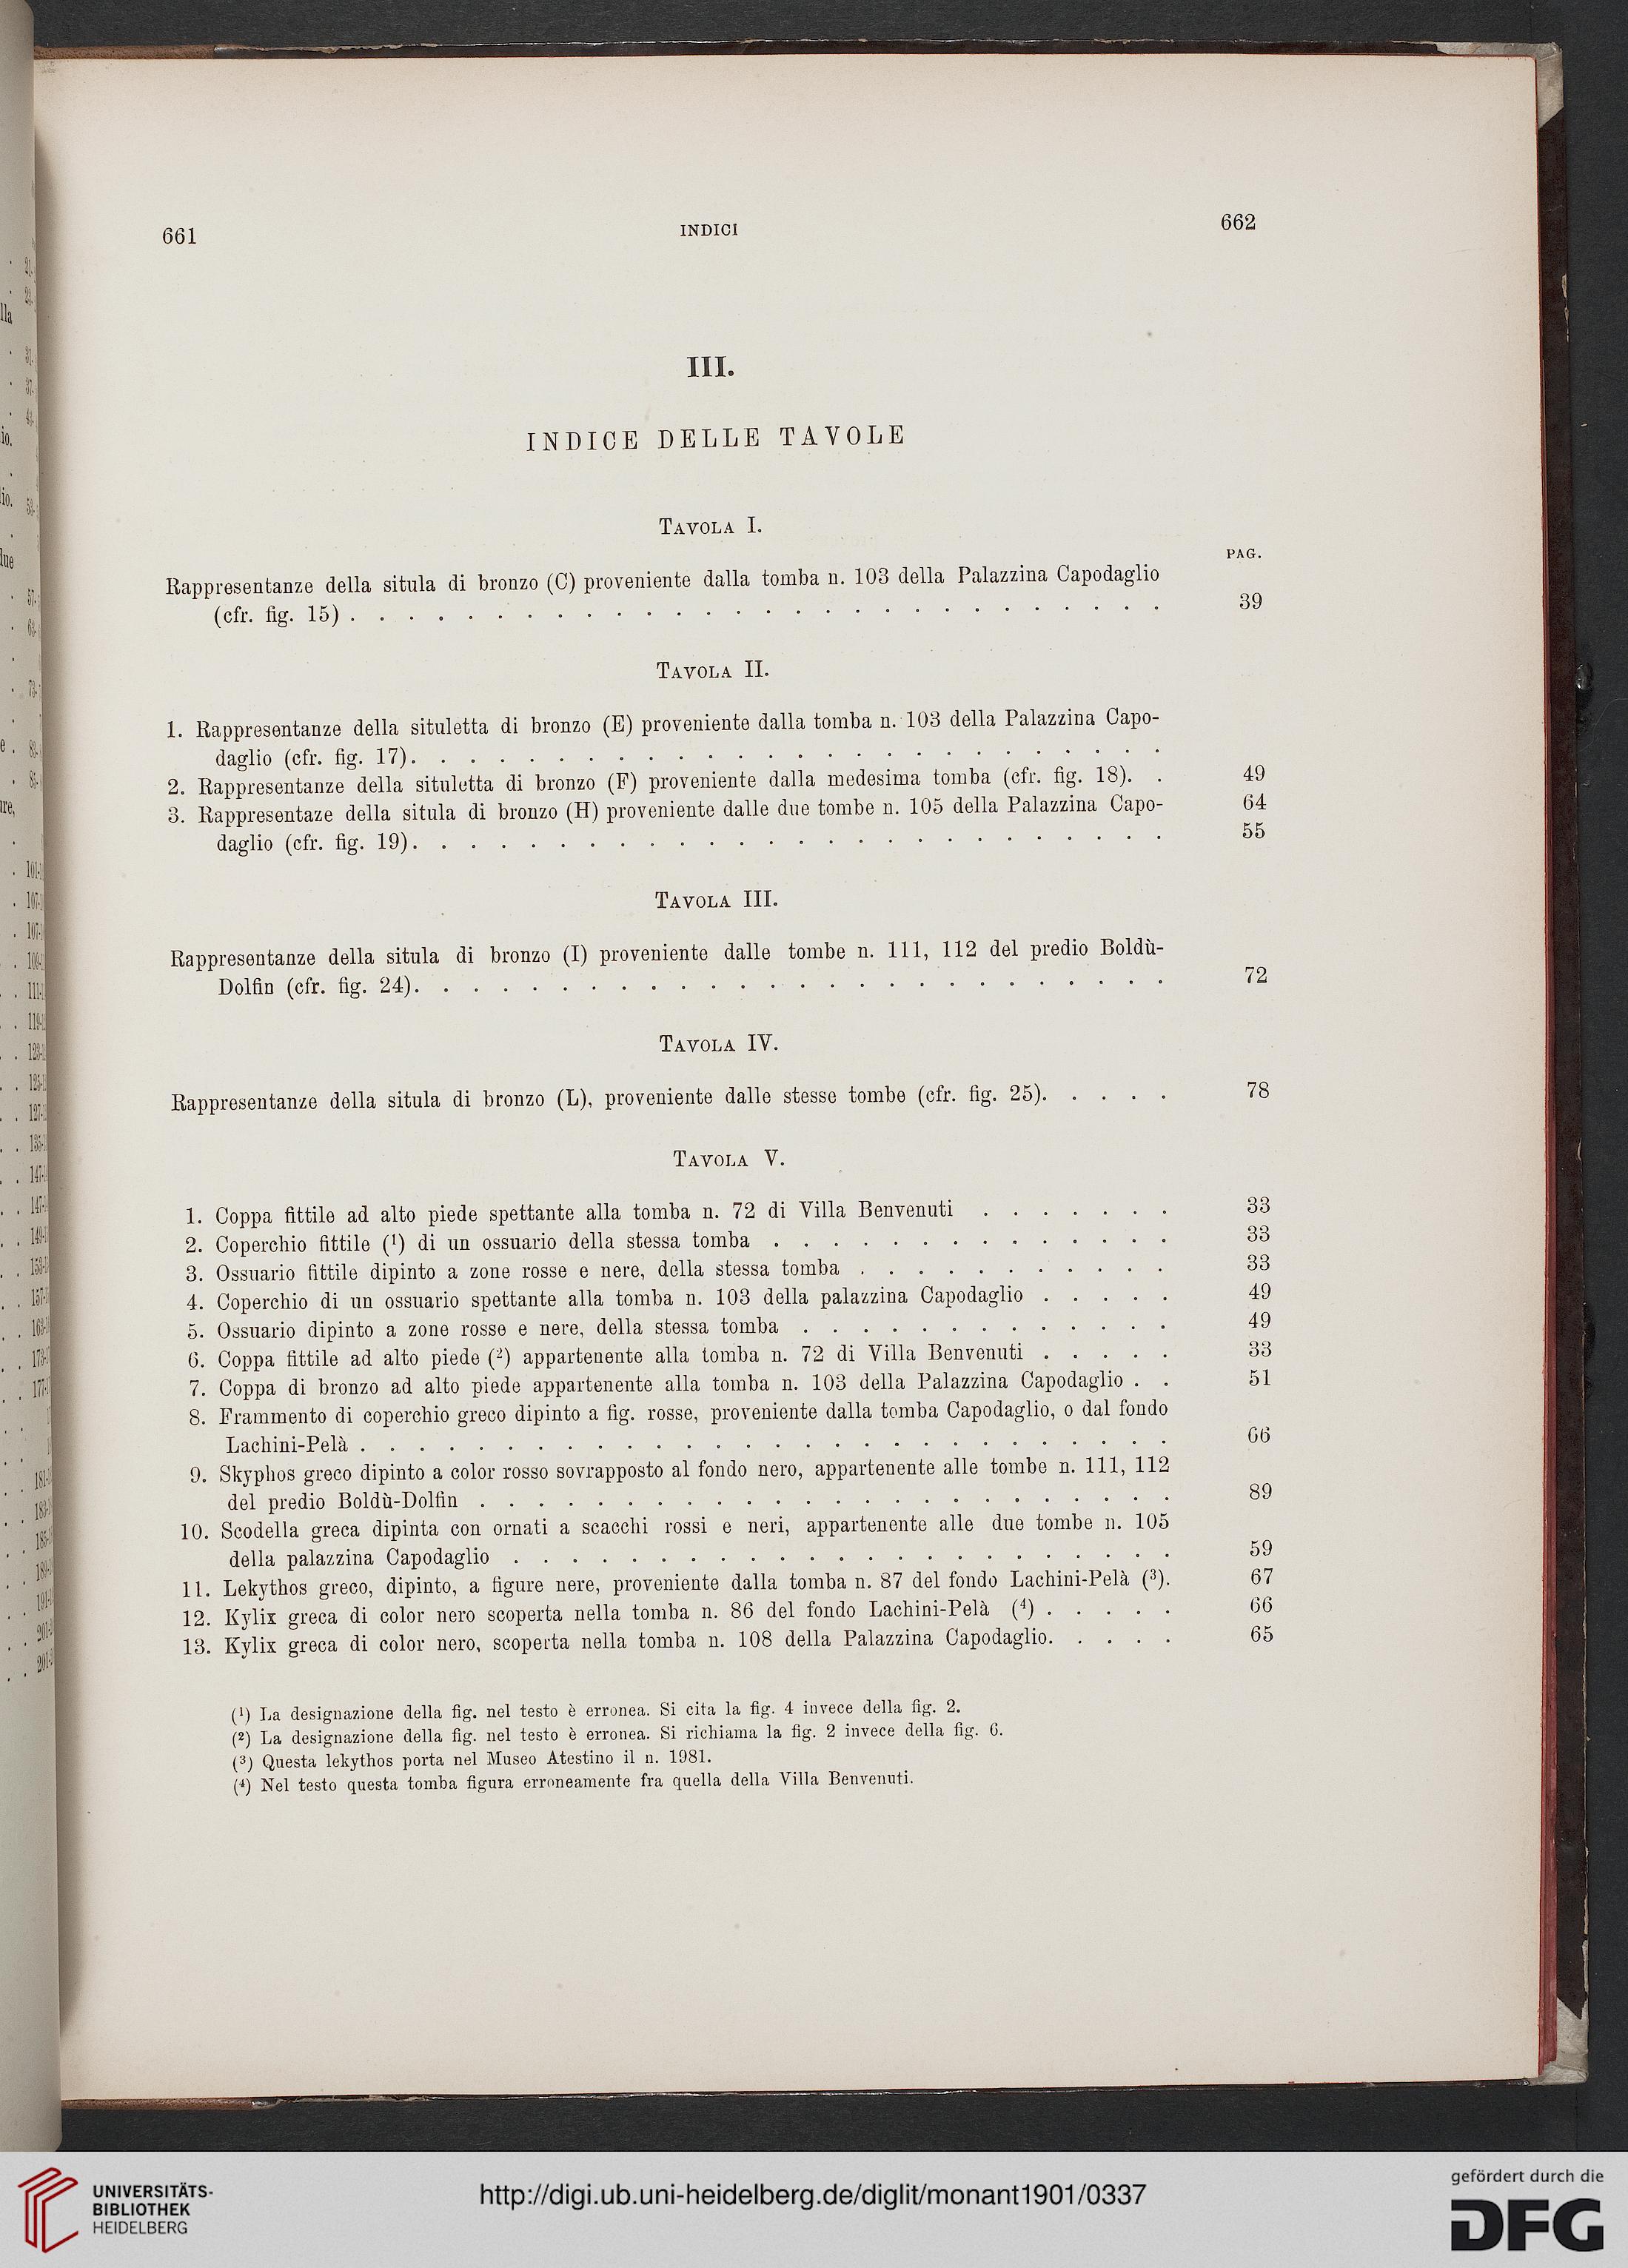 661 INDICI 662
III.
INDICE DELLE TAVOLE
TAVOLA I.
PAG.
Rappresentanze della situla di bronzo (C) proveniente dalla tomba n. 103 della Palazzina Capodaglio
(cfr. fig. 15) . . . . . . . . . . . . . . . . . . . . . . . . . . . . 39
TAVOLA II.
1. Rappresentanze della situletta di bronzo (E) proveniente dalla tomba n. 103 della Palazzina Capo-
daglio (cfr. fig. 17). . . . . . . . . . . . . . . . . . . . . . . . . .
2. Rappresentanze della situletta di bronzo (F) proveniente dalla medesima tomba (cfr. fig. 18). . 49
3. Rappresentaze della situla di bronzo (H) proveniente dalle due tombe n. 105 della Palazzina Capo- 64
daglio (cfr. fig. 19). . . . . . . . . . . . . . . . . . . . . . . . . . 55
TAVOLA III.
Rappresentanze della situla di bronzo (I) proveniente dalle tombe n. 111, 112 del predio Boldù-
Dolfin (cfr. fig. 24). . . . . . . . . . . . . . . . . . . . . . . . . . 72
TAVOLA IV.
Rappresentanze della situla di bronzo (L), proveniente dalle stesse tombe (cfr. fig. 25). . . . . 78
TAVOLA V.
1. Coppa fittile ad alto piede spettante alla tomba n. 72 di Villa Benvenuti . . . . . . . 33
2. Coperchio fittile (1) di un ossuario della stessa tomba . . . . . . . . . . . . . . 33
3. Ossuario fittile dipinto a zone rosse e nere, della stessa tomba . . . . . . . . . . . 33
4. Coperchio di un ossuario spettante alla tomba n. 103 della palazzina Capodaglio . . . . . 49
5. Ossuario dipinto a zone rosse e nere, della stessa tomba . . . . . . . . . . . . . 49
6. Coppa fittile ad alto piede (2) appartenente alla tomba n. 72 di Villa Benvenuti . . . . . 33
7. Coppa di bronzo ad alto piede appartenente alla tomba n. 103 della Palazzina Capodaglio . . 51
8. Frammento di coperchio greco dipinto a fig. rosse, proveniente dalla tomba Capodaglio, o dal fondo
Lachini-Pelà . . . . . . . . . . . . . . . . . . . . . . . . . . . . 66
9. Skyphos greco dipinto a color rosso sovrapposto al fondo nero, appartenente alle tombe n. 111, 112
del predio Boldù-Dolfin . . . . . . . . . . . . . . . . . . . . . . . . 89
10. Scodella greca dipinta con ornati a scacchi rossi e neri, appartenente alle due tombe n. 105
della palazzina Capodaglio . . . . . . . . . . . . . . . . . . . . . . . 59
11. Lekythos greco, dipinto, a figure nere, proveniente dalla tomba n. 87 del fondo Lachini-Pelà (3). 67
12. Kylix greca di color nero scoperta nella tomba n. 86 del fondo Lachini-Pelà (4) . . . . . 66
13. Kylix greca di color nero, scoperta nella tomba n. 108 della Palazzina Capodaglio. . . . . 65
(1) La designazione della fig. nel testo è erronea. Si cita la fig. 4 invece della fig. 2.
(2) La designazione della fig. nel testo è erronea. Si richiama la fig. 2 invece della fig. 6.
(3) Questa lekythos porta nel Museo Atestino il n. 1981.
(4) Nel testo questa tomba figura erroneamente fra quella della Villa Benvenuti.
UNIVERSITÄTS-
BIBLIOTHEK
HEIDELBERG
http://digi.ub.uni-heidelberg.de/diglit/monant1901/0337
gefördert durch die
DFG